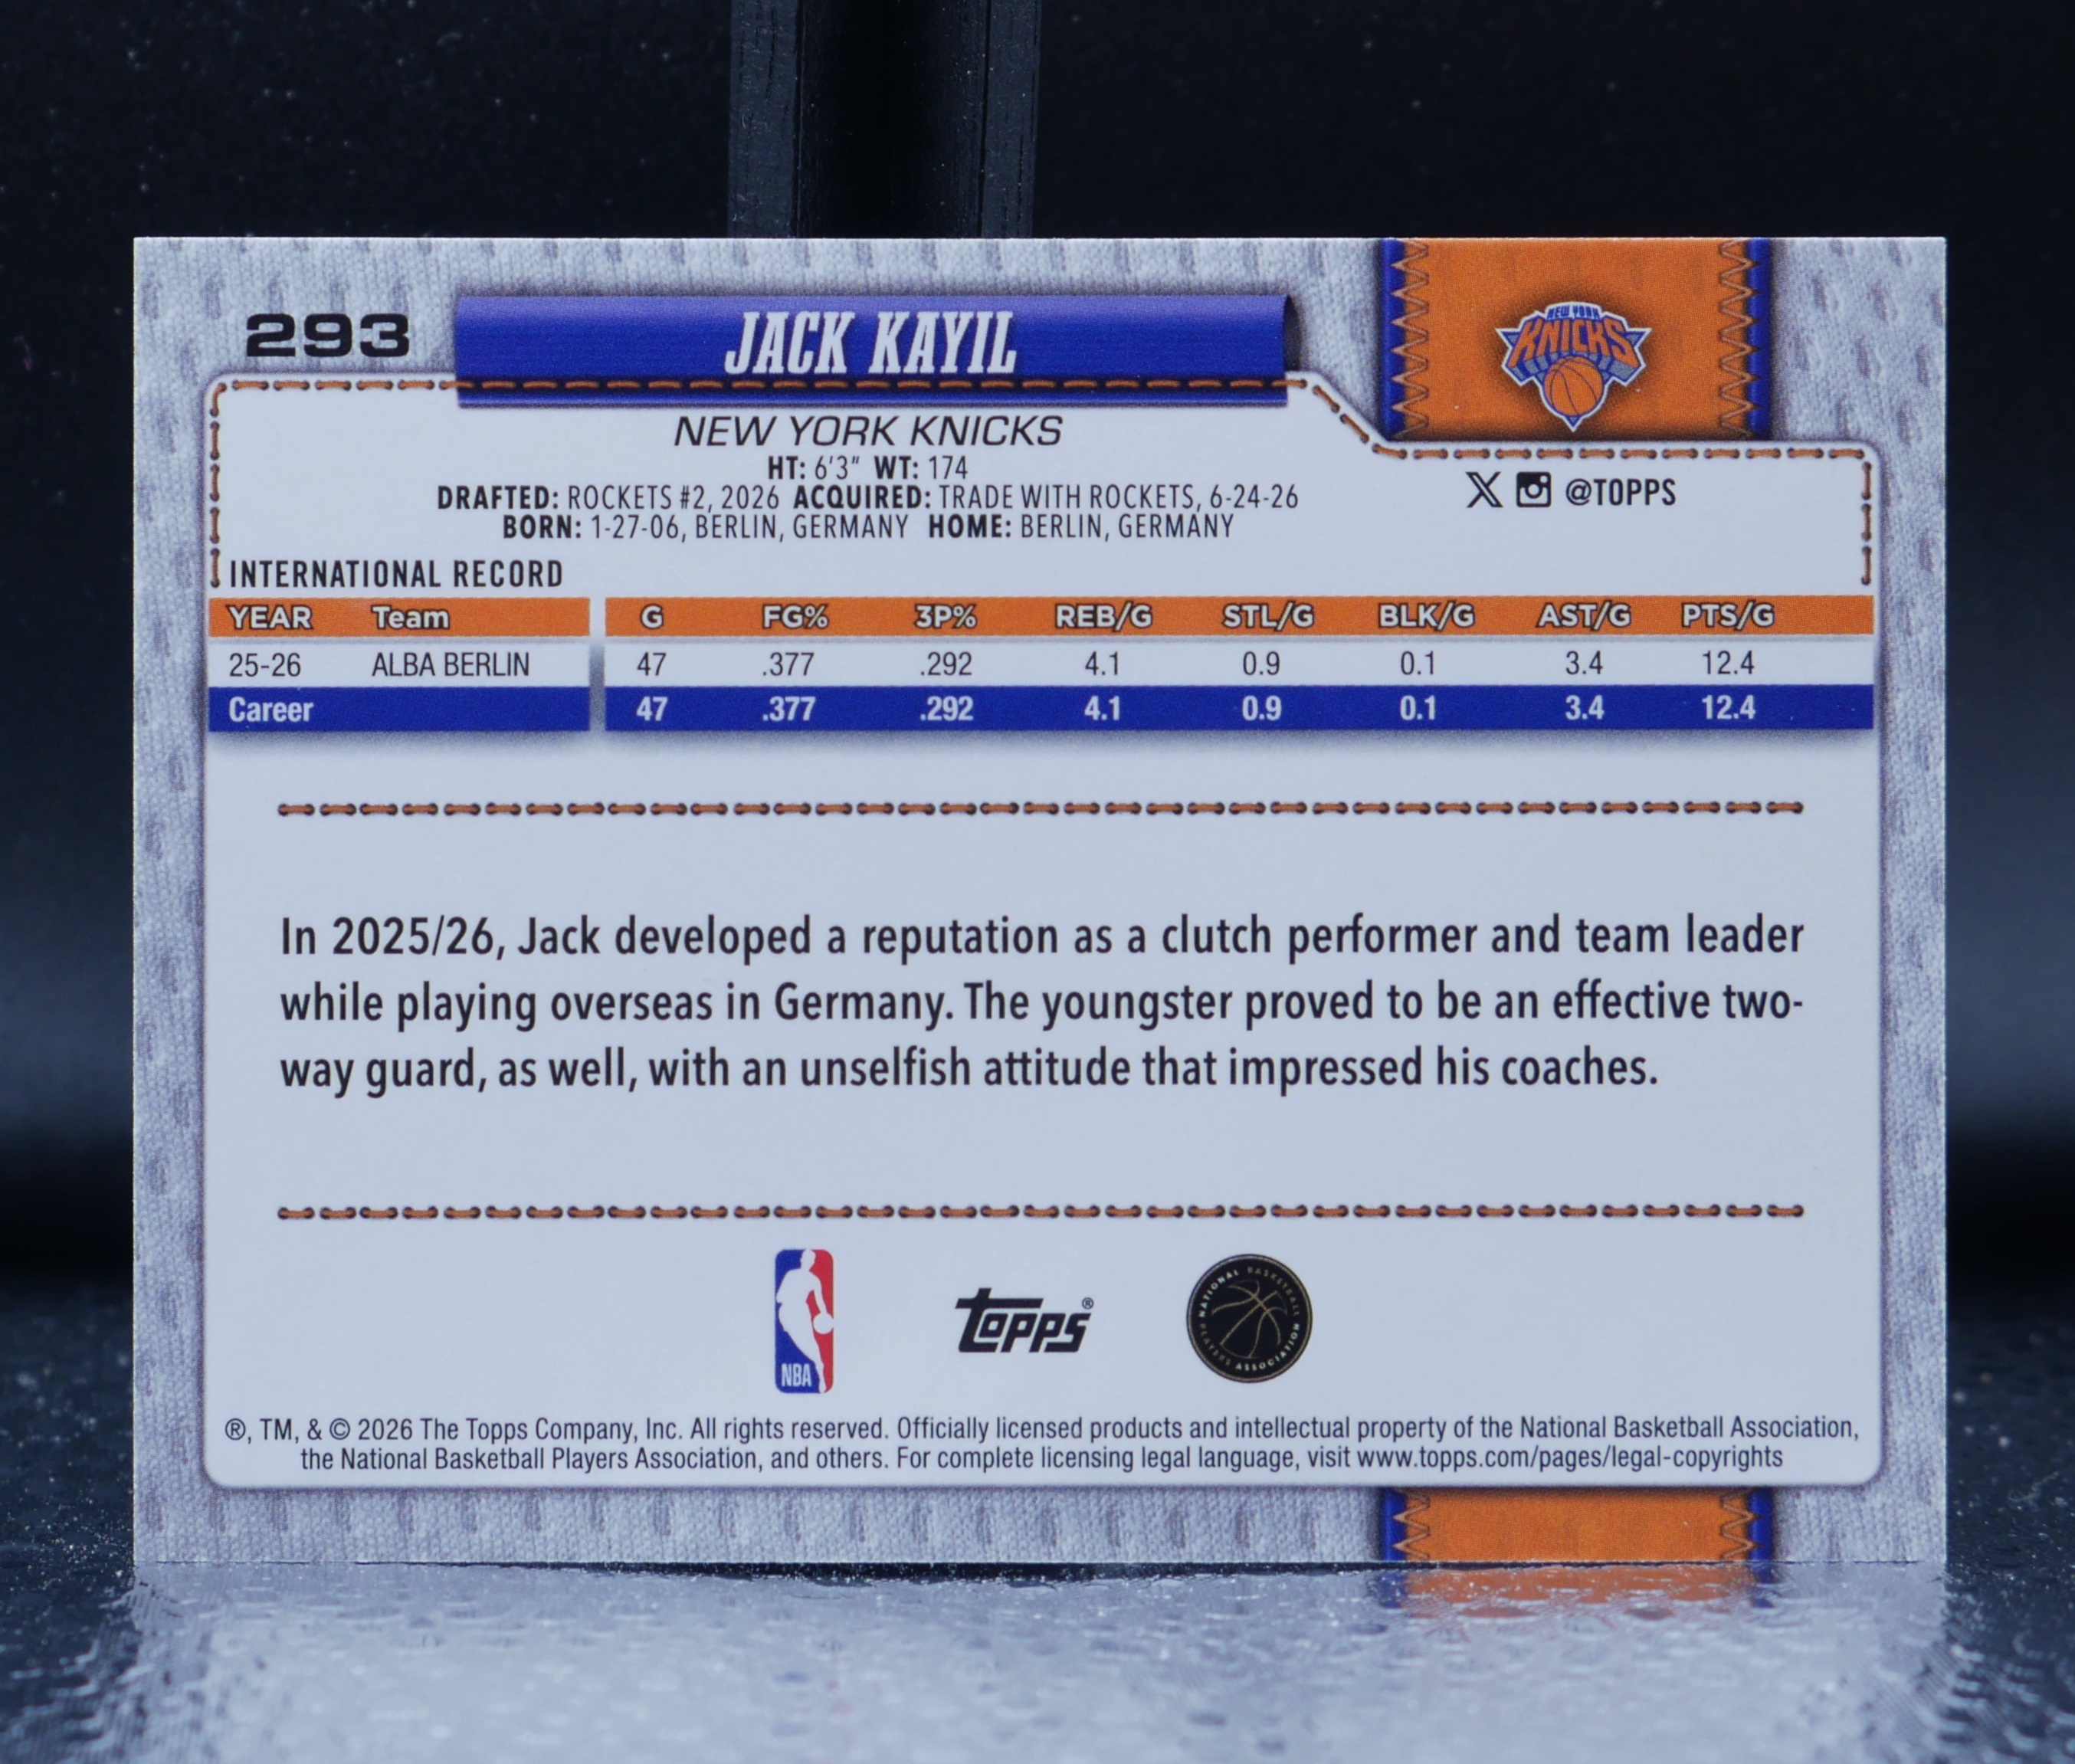 293
JACK KAYIL
NEW YORK KNICKS
NEW YORK KNICKS
HT: 6'3" WT: 174
DRAFTED: ROCKETS #2, 2026 ACQUIRED: TRADE WITH ROCKETS, 6-24-26
BORN: 1-27-06, BERLIN, GERMANY HOME: BERLIN, GERMANY
@TOPPS
INTERNATIONAL RECORD
YEAR Team G FG% 3P% REB/G STL/G BLK/G AST/G PTS/G
25-26 ALBA BERLIN 47 .377 .292 4.1 0.9 0.1 3.4 12.4
Career 47 .377 .292 4.1 0.9 0.1 3.4 12.4
In 2025/26, Jack developed a reputation as a clutch performer and team leader
while playing overseas in Germany. The youngster proved to be an effective two-
way guard, as well, with an unselfish attitude that impressed his coaches.
NBA
topps®
NATIONAL BASKETBALL PLAYERS ASSOCIATION
®, TM, & © 2026 The Topps Company, Inc. All rights reserved. Officially licensed products and intellectual property of the National Basketball Association,
the National Basketball Players Association, and others. For complete licensing legal language, visit www.topps.com/pages/legal-copyrights